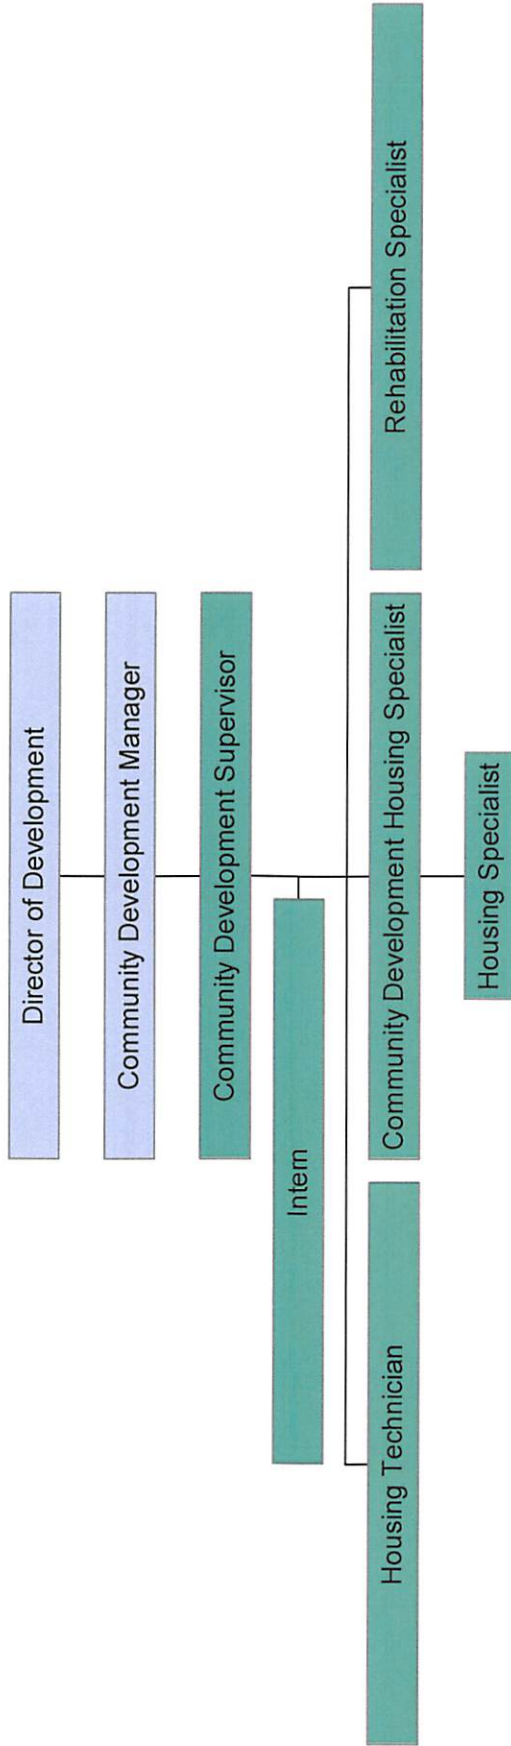 Director of Development
Community Development Manager
Community Development Supervisor
Intern
Housing Technician
Community Development Housing Specialist
Rehabilitation Specialist
Housing Specialist